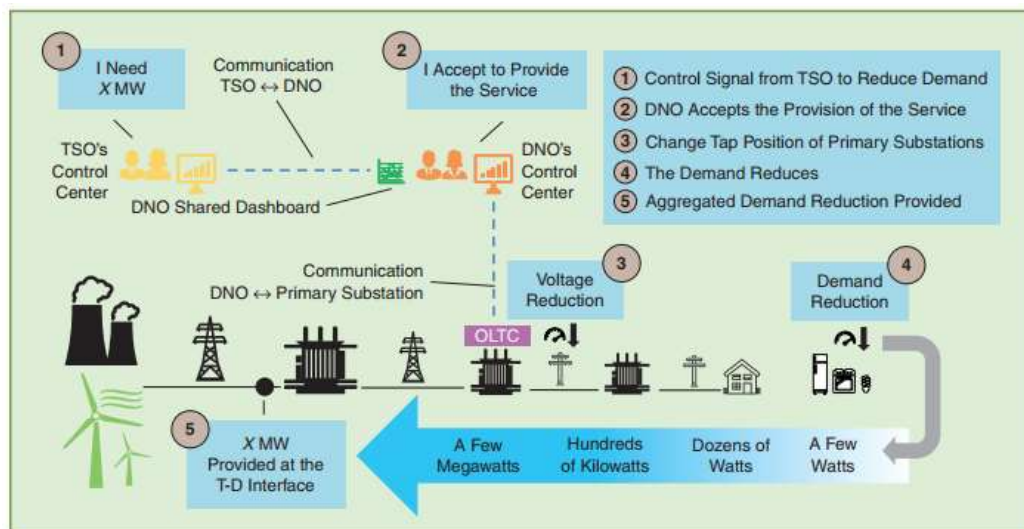 1
I Need
X MW
Communication
TSO ↔ DNO
2
I Accept to Provide
the Service
1 Control Signal from TSO to Reduce Demand
2 DNO Accepts the Provision of the Service
3 Change Tap Position of Primary Substations
4 The Demand Reduces
5 Aggregated Demand Reduction Provided
TSO's
Control
Center
DNO's
Control
Center
DNO Shared Dashboard
Communication
DNO ↔ Primary Substation
Voltage
Reduction
3
Demand
Reduction
4
OLTC
5
X MW
Provided at the
T-D Interface
A Few
Megawatts
Hundreds
of Kilowatts
Dozens of
Watts
A Few
Watts